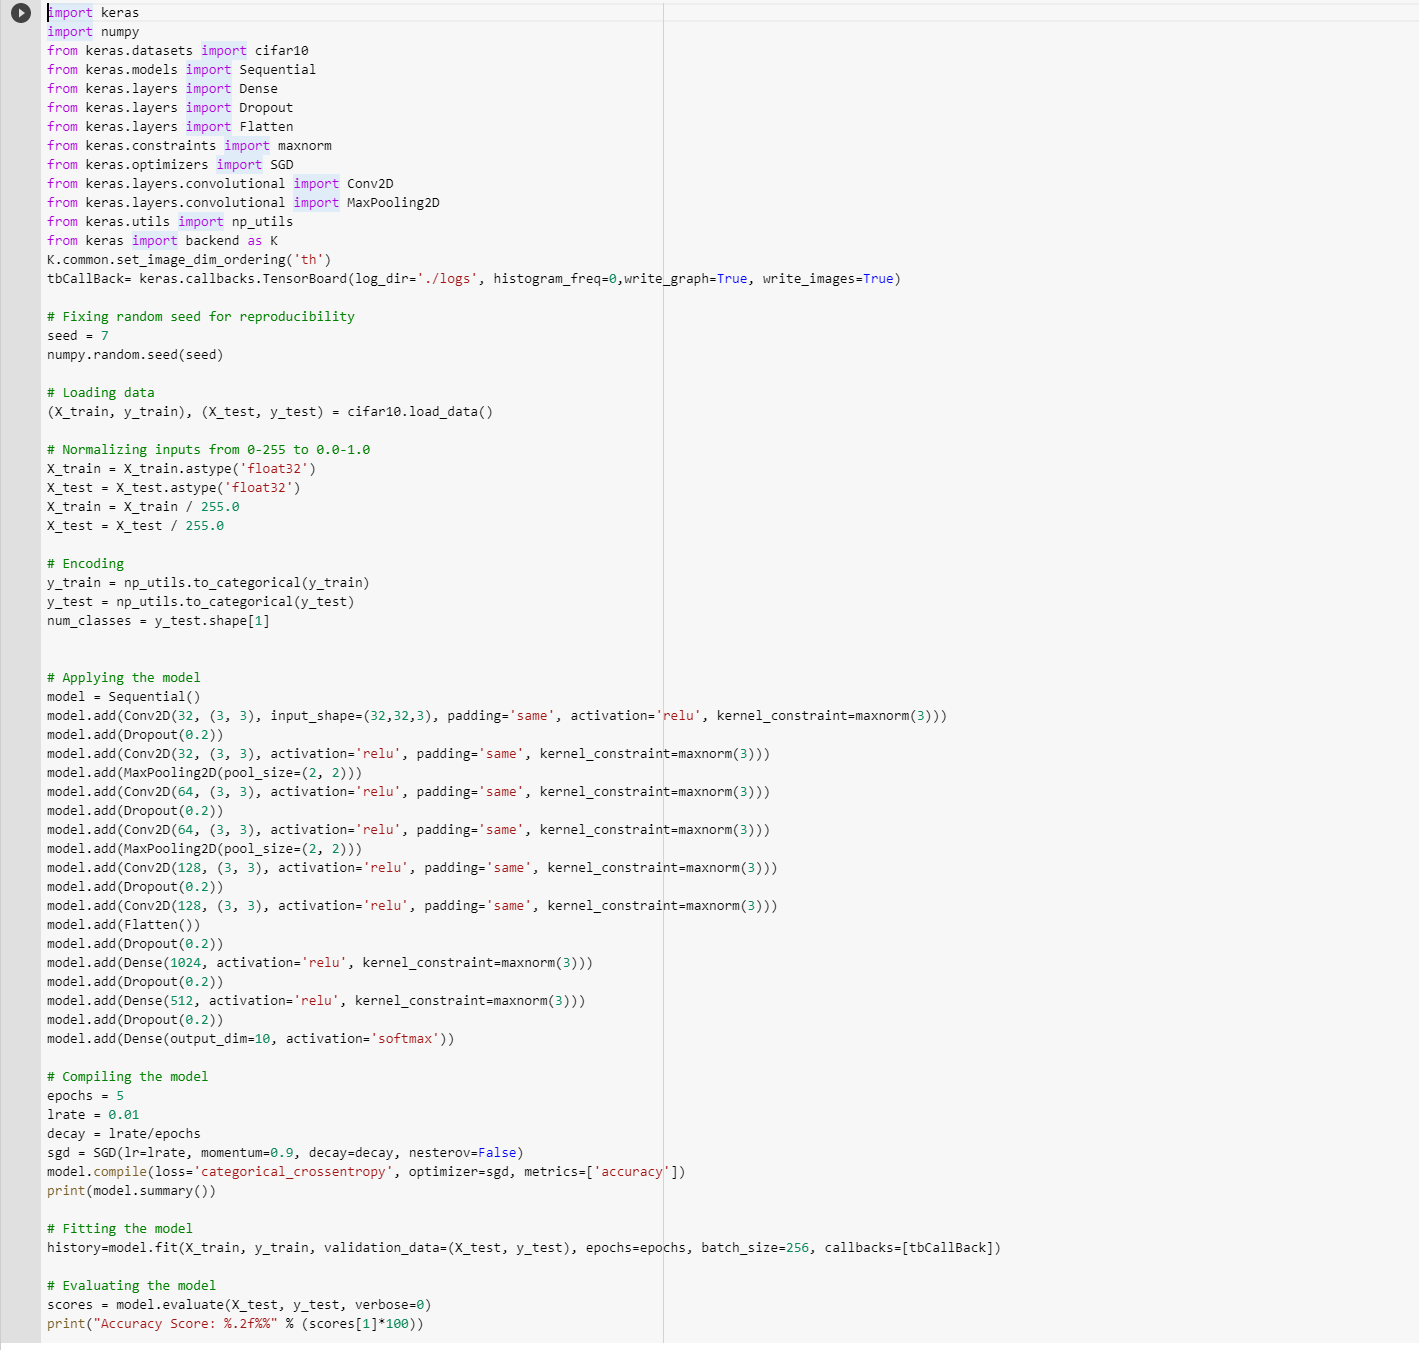 import keras
import numpy
from keras.datasets import cifar10
from keras.models import Sequential
from keras.layers import Dense
from keras.layers import Dropout
from keras.layers import Flatten
from keras.constraints import maxnorm
from keras.optimizers import SGD
from keras.layers.convolutional import Conv2D
from keras.layers.convolutional import MaxPooling2D
from keras.utils import np_utils
from keras import backend as K
K.common.set_image_dim_ordering('th')
tbCallBack= keras.callbacks.TensorBoard(log_dir='./logs', histogram_freq=0,write_graph=True, write_images=True)

# Fixing random seed for reproducibility
seed = 7
numpy.random.seed(seed)

# Loading data
(X_train, y_train), (X_test, y_test) = cifar10.load_data()

# Normalizing inputs from 0-255 to 0.0-1.0
X_train = X_train.astype('float32')
X_test = X_test.astype('float32')
X_train = X_train / 255.0
X_test = X_test / 255.0

# Encoding
y_train = np_utils.to_categorical(y_train)
y_test = np_utils.to_categorical(y_test)
num_classes = y_test.shape[1]

# Applying the model
model = Sequential()
model.add(Conv2D(32, (3, 3), input_shape=(32,32,3), padding='same', activation='relu', kernel_constraint=maxnorm(3)))
model.add(Dropout(0.2))
model.add(Conv2D(32, (3, 3), activation='relu', padding='same', kernel_constraint=maxnorm(3)))
model.add(MaxPooling2D(pool_size=(2, 2)))
model.add(Conv2D(64, (3, 3), activation='relu', padding='same', kernel_constraint=maxnorm(3)))
model.add(Dropout(0.2))
model.add(Conv2D(64, (3, 3), activation='relu', padding='same', kernel_constraint=maxnorm(3)))
model.add(MaxPooling2D(pool_size=(2, 2)))
model.add(Conv2D(128, (3, 3), activation='relu', padding='same', kernel_constraint=maxnorm(3)))
model.add(Dropout(0.2))
model.add(Conv2D(128, (3, 3), activation='relu', padding='same', kernel_constraint=maxnorm(3)))
model.add(Flatten())
model.add(Dropout(0.2))
model.add(Dense(1024, activation='relu', kernel_constraint=maxnorm(3)))
model.add(Dropout(0.2))
model.add(Dense(512, activation='relu', kernel_constraint=maxnorm(3)))
model.add(Dropout(0.2))
model.add(Dense(output_dim=10, activation='softmax'))

# Compiling the model
epochs = 5
lrate = 0.01
decay = lrate/epochs
sgd = SGD(lr=lrate, momentum=0.9, decay=decay, nesterov=False)
model.compile(loss='categorical_crossentropy', optimizer=sgd, metrics=['accuracy'])
print(model.summary())

# Fitting the model
history=model.fit(X_train, y_train, validation_data=(X_test, y_test), epochs=epochs, batch_size=256, callbacks=[tbCallBack])

# Evaluating the model
scores = model.evaluate(X_test, y_test, verbose=0)
print("Accuracy Score: %.2f%%" % (scores[1]*100))